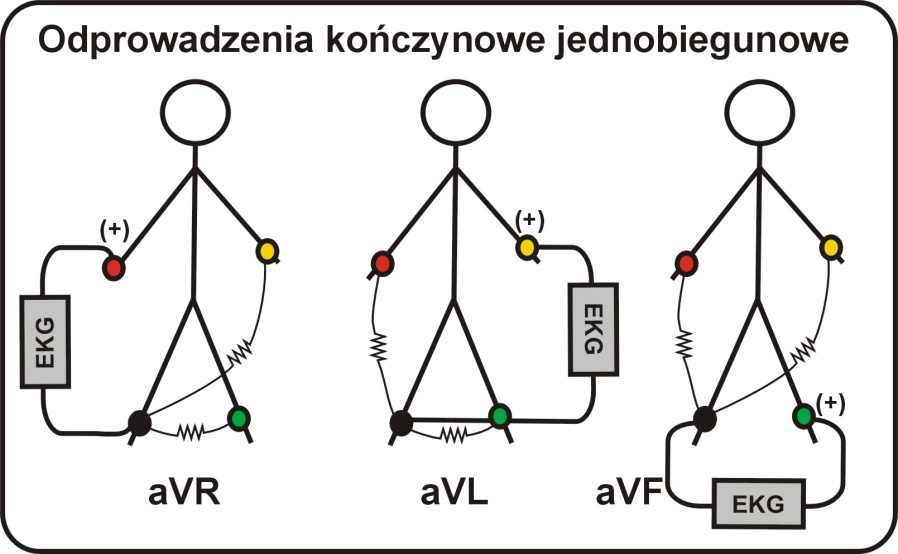 Odprowadzenia kończynowe jednobiegunowe
(+)
EKG
aVR
(+)
EKG
aVL
(+)
EKG
aVF